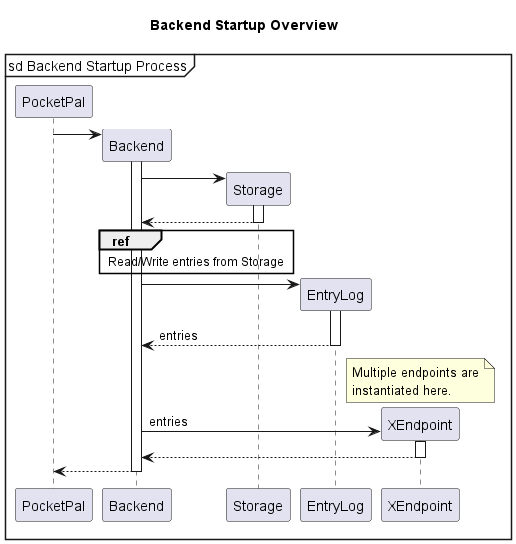 Backend Startup Overview
sd Backend Startup Process
PocketPal
Backend
Storage
ref
Read/Write entries from Storage
EntryLog
entries
Multiple endpoints are
instantiated here.
XEndpoint
entries
PocketPal Backend Storage EntryLog XEndpoint